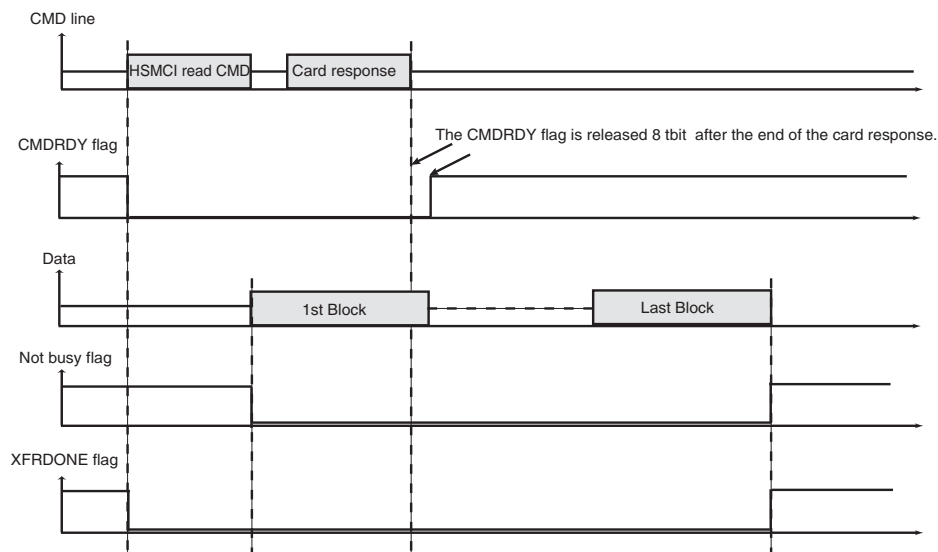 CMD line
HSMCI read CMD
Card response
CMDRDY flag
The CMDRDY flag is released 8 tbit after the end of the card response.
Data
1st Block
Last Block
Not busy flag
XFRDONE flag